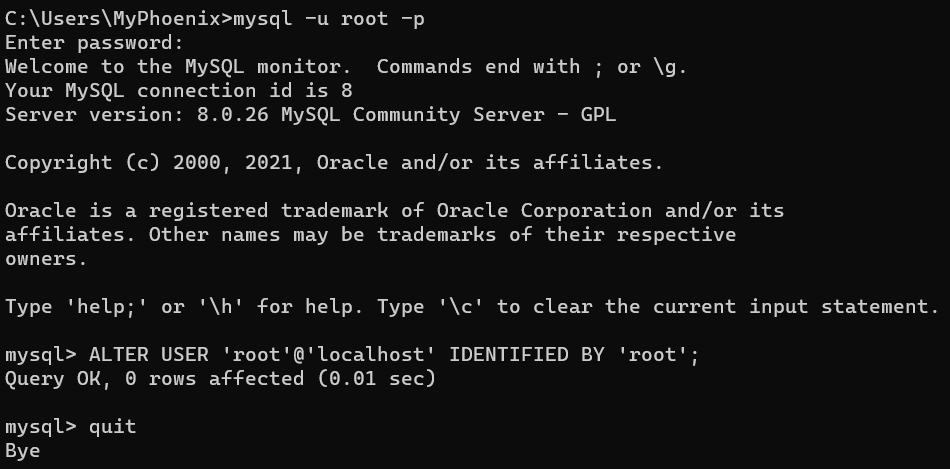 C:\Users\MyPhoenix>mysql -u root -p
Enter password:
Welcome to the MySQL monitor.  Commands end with ; or \g.
Your MySQL connection id is 8
Server version: 8.0.26 MySQL Community Server - GPL
Copyright (c) 2000, 2021, Oracle and/or its affiliates.
Oracle is a registered trademark of Oracle Corporation and/or its
affiliates. Other names may be trademarks of their respective
owners.
Type 'help;' or '\h' for help. Type '\c' to clear the current input statement.
mysql> ALTER USER 'root'@'localhost' IDENTIFIED BY 'root';
Query OK, 0 rows affected (0.01 sec)
mysql> quit
Bye